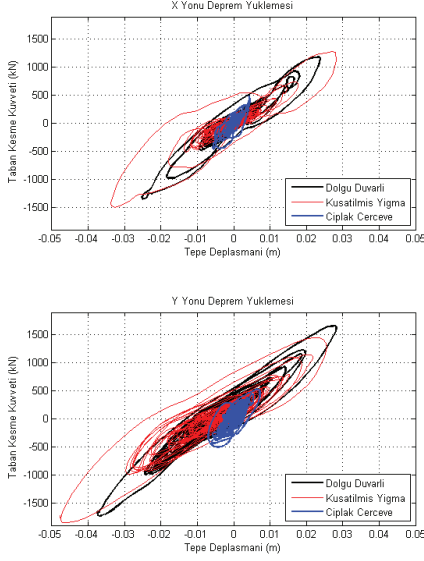 X Yonu Deprem Yuklemesi
Taban Kesme Kuvveti (kN)
1500
1000
500
0
-500
-1000
-1500
Dolgu Duvarli
Kusatilmis Yigma
Ciplak Cerceve
-0.05 -0.04 -0.03 -0.02 -0.01 0 0.01 0.02 0.03 0.04 0.05
Tepe Deplasmani (m)
Y Yonu Deprem Yuklemesi
Taban Kesme Kuvveti (kN)
1500
1000
500
0
-500
-1000
-1500
Dolgu Duvarli
Kusatilmis Yigma
Ciplak Cerceve
-0.05 -0.04 -0.03 -0.02 -0.01 0 0.01 0.02 0.03 0.04 0.05
Tepe Deplasmani (m)